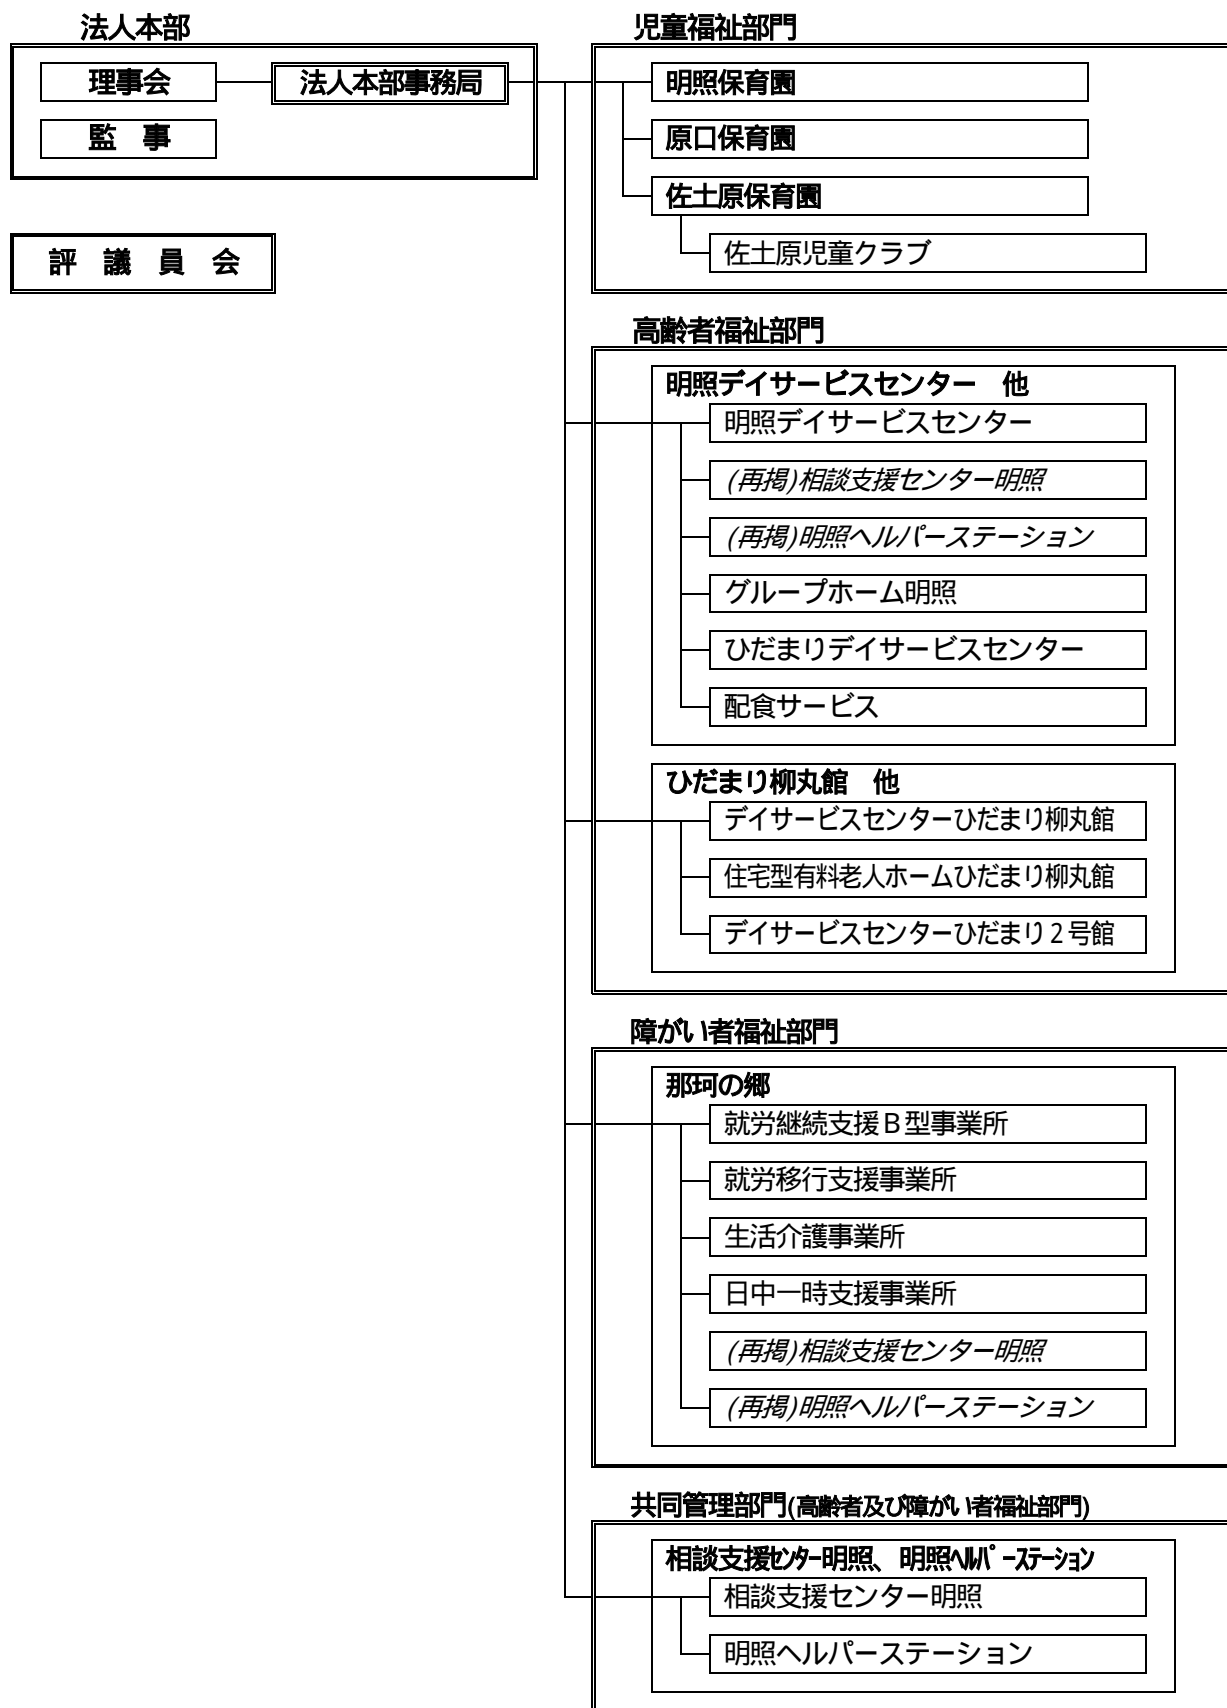 法人本部
理事会
法人本部事務局
監　事
評　議　員　会
児童福祉部門
明照保育園
原口保育園
佐土原保育園
佐土原児童クラブ
高齢者福祉部門
明照デイサービスセンター　他
明照デイサービスセンター
(再掲)相談支援センター明照
(再掲)明照ヘルパーステーション
グループホーム明照
ひだまりデイサービスセンター
配食サービス
ひだまり柳丸館　他
デイサービスセンターひだまり柳丸館
住宅型有料老人ホームひだまり柳丸館
デイサービスセンターひだまり２号館
障がい者福祉部門
那珂の郷
就労継続支援Ｂ型事業所
就労移行支援事業所
生活介護事業所
日中一時支援事業所
(再掲)相談支援センター明照
(再掲)明照ヘルパーステーション
共同管理部門(高齢者及び障がい者福祉部門)
相談支援ｾﾝﾀｰ明照、明照ﾍﾙﾊﾟｰｽﾃｰｼｮﾝ
相談支援センター明照
明照ヘルパーステーション